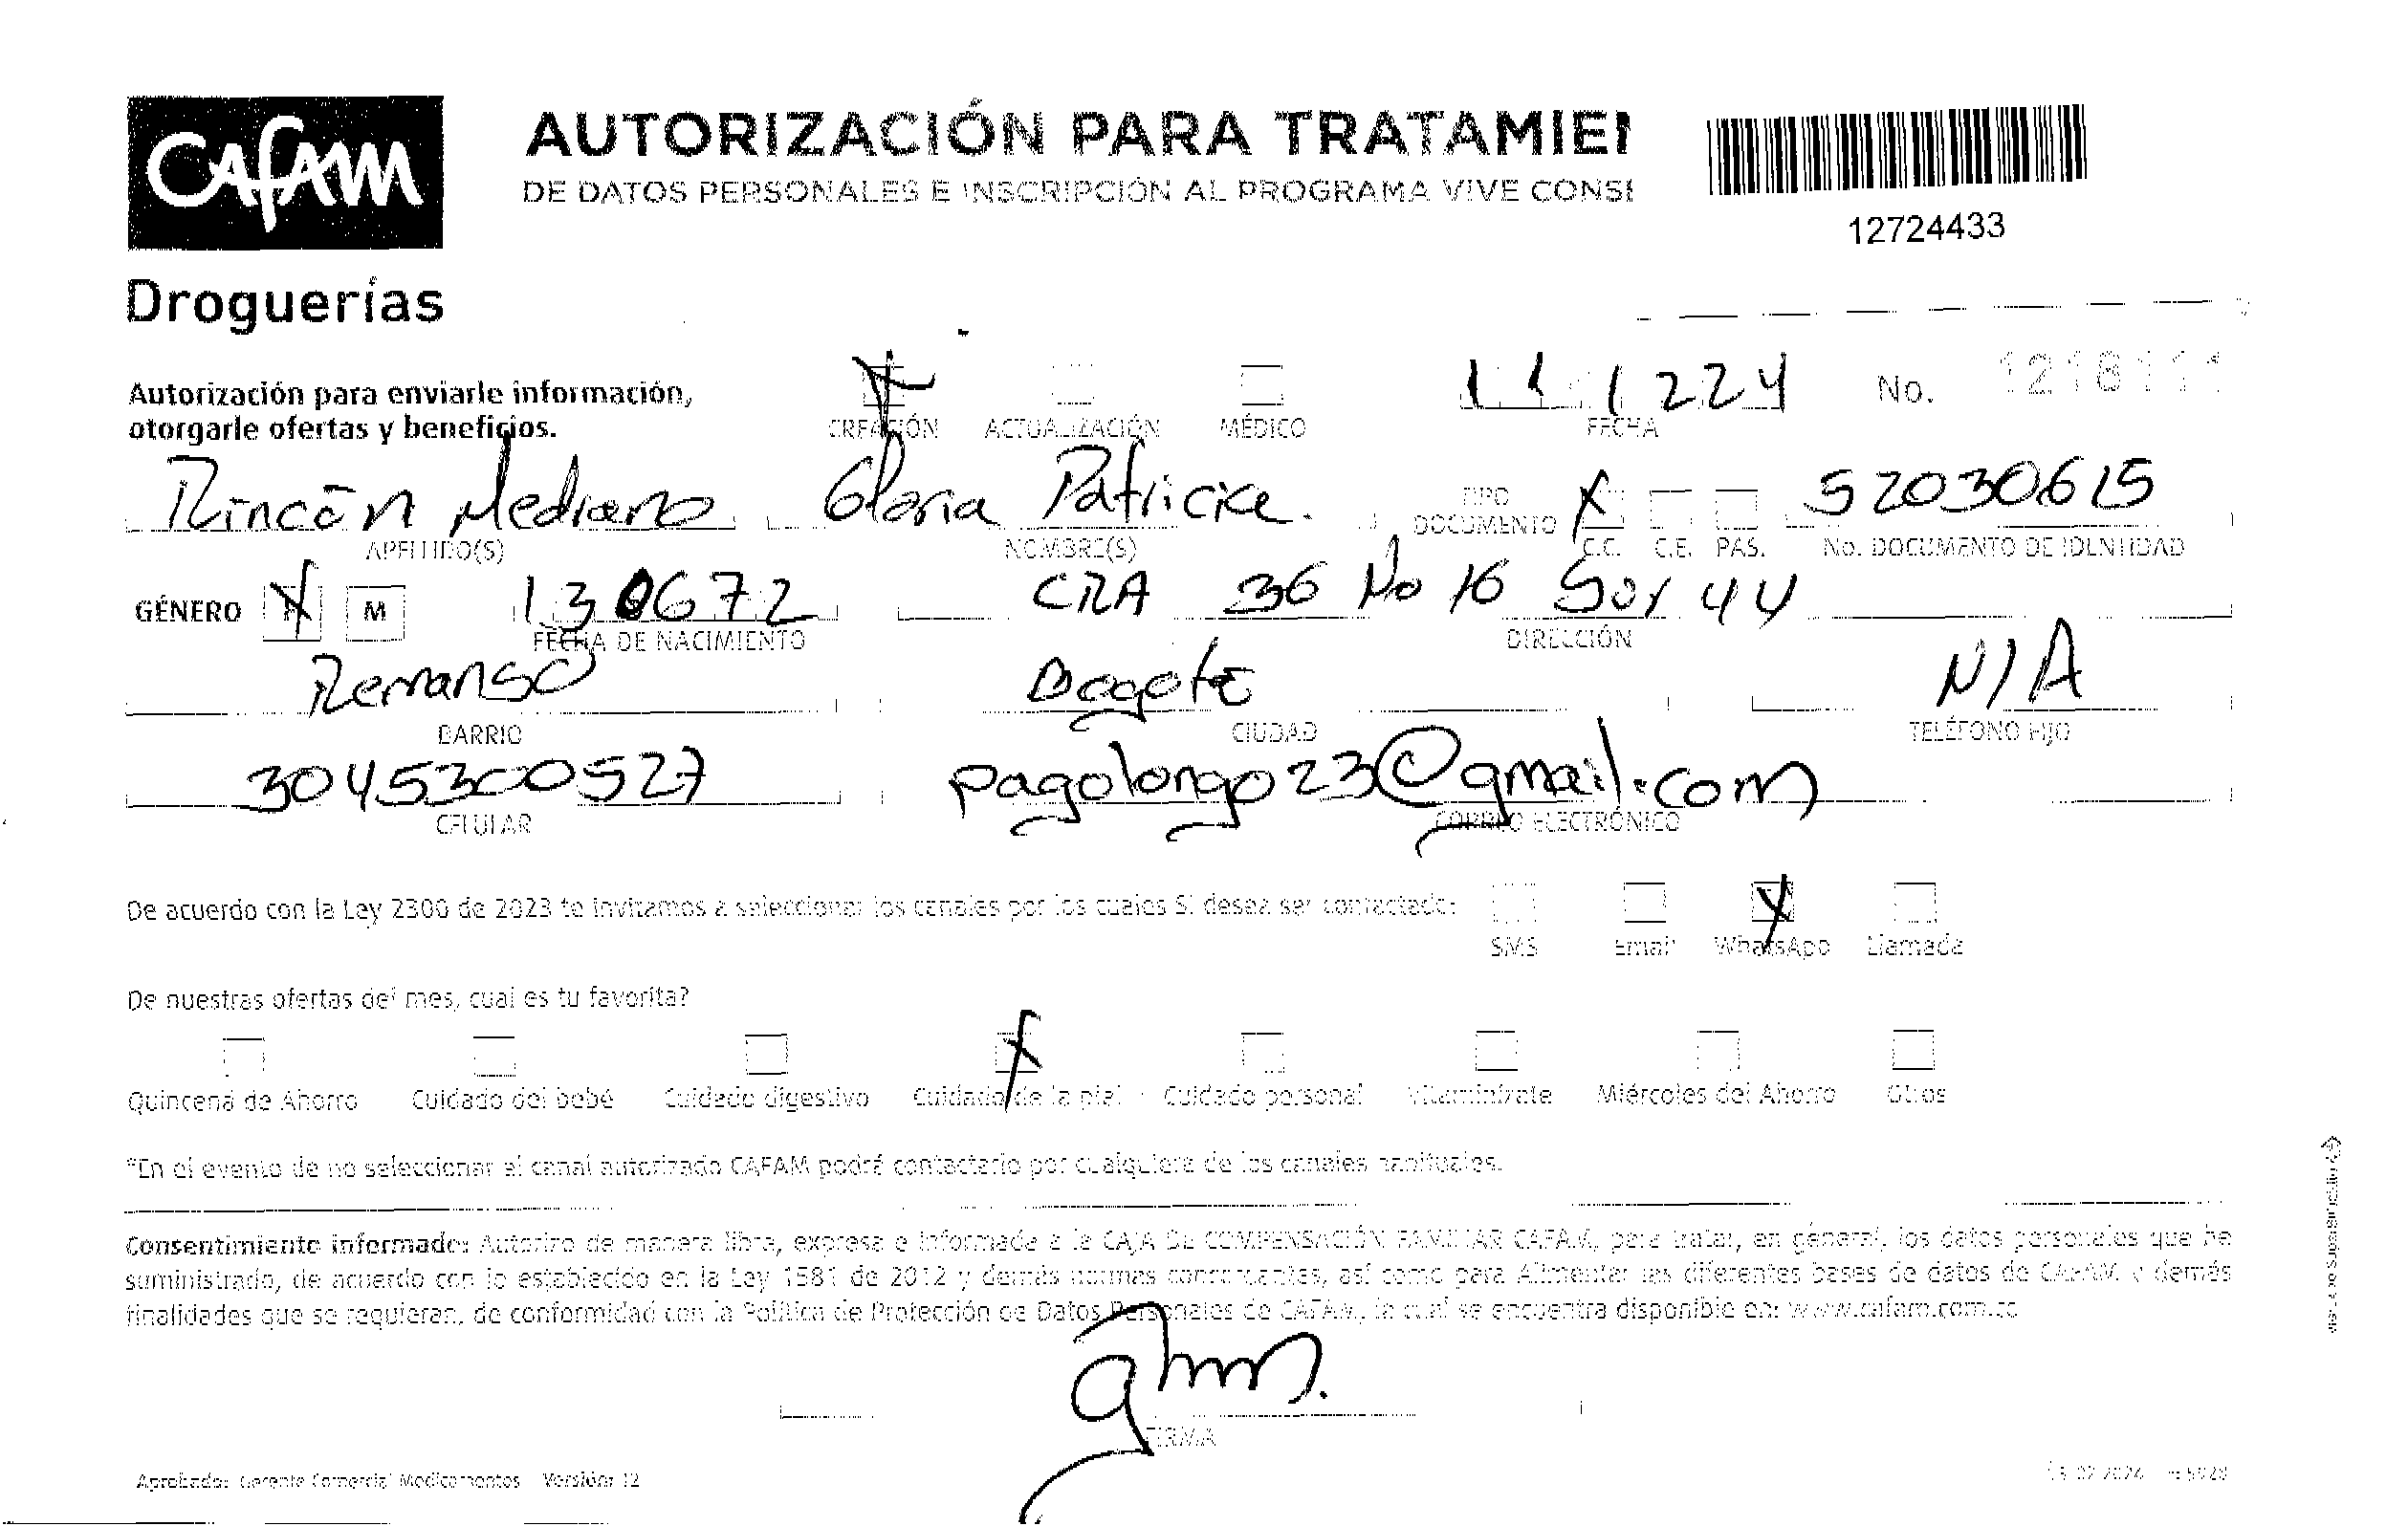 Cafam
AUTORIZACIÓN PARA TRATAMIEN
DE DATOS PERSONALES E INSCRIPCIÓN AL PROGRAMA VIVE CONSE
12724433
Droguerías
Autorización para enviarle información,
otorgarle ofertas y beneficios.
X CREACIÓN ACTUALIZACIÓN MÉDICO
111224 FECHA
No. 1218111
Rincón Mediano Gloria Patricia. TIPO DOCUMENTO X 52030615
APELLIDO(S) NOMBRE(S) C.C. C.E. PAS. No. DOCUMENTO DE IDENTIDAD
GÉNERO X M 130672 CRA 36 No 16 Sur 44
FECHA DE NACIMIENTO DIRECCIÓN
Remanso Bogota N/A
BARRIO CIUDAD TELÉFONO FIJO
3045300527 pagolongo23@gmail.com
CELULAR CORREO ELECTRÓNICO
De acuerdo con la Ley 2300 de 2023 te invitamos a seleccionar los canales por los cuales SI desea ser contactado:
SMS Email X WhatsApp Llamada
De nuestras ofertas del mes, cual es tu favorita?
Quincena de Ahorro Cuidado del bebé Cuidado digestivo X Cuidado de la piel Cuidado personal Vitamínfrate Miércoles del Ahorro Otros
*En el evento de no seleccionar el canal autorizado CAFAM podrá contactarlo por cualquiera de los canales habituales.
Consentimiento informado: Autorizo de manera libre, expresa e informada a la CAJA DE COMPENSACIÓN FAMILIAR CAFAM, para tratar, en general, los datos personales que he
suministrado, de acuerdo con lo establecido en la Ley 1581 de 2012 y demás normas concordantes, así como para Alimentar las diferentes bases de datos de CAFAM y demás
finalidades que se requieran, de conformidad con la Política de Protección de Datos Personales de CAFAM, la cual se encuentra disponible en: www.cafam.com.co
FIRMA
Aprobado: Gerente Comercial Medicamentos Versión: 12